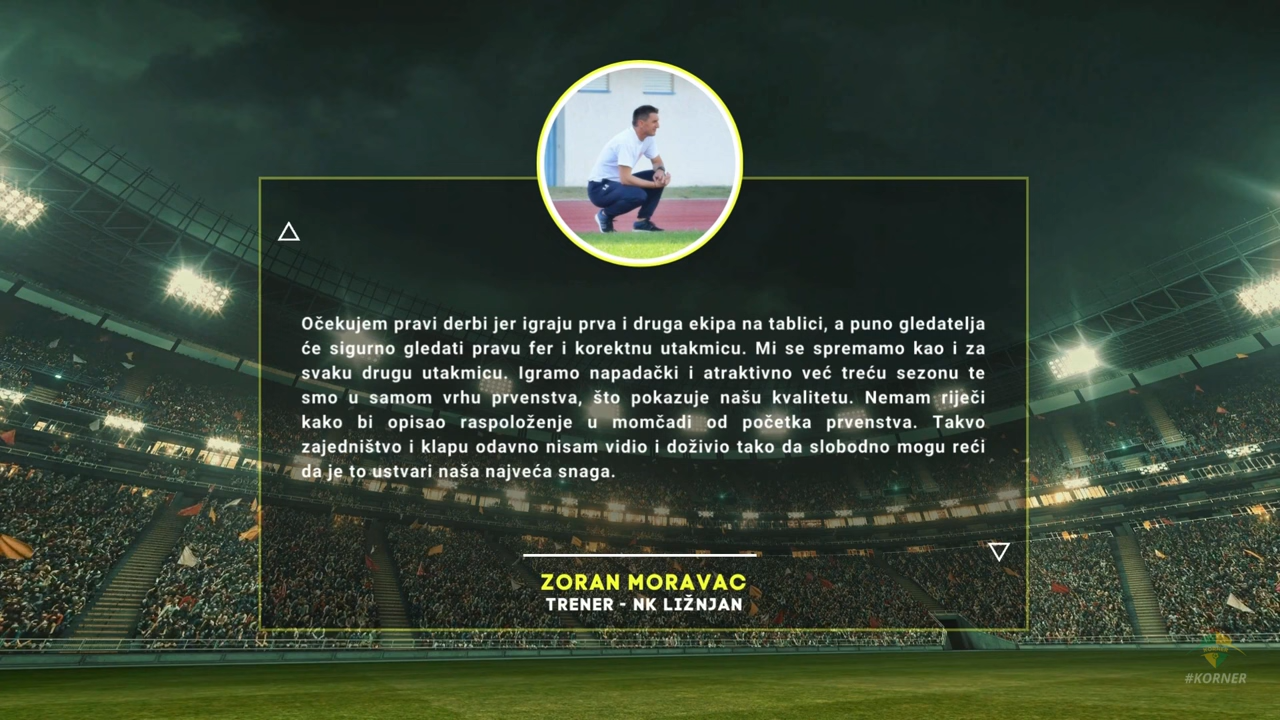 Očekujem pravi derbi jer igraju prva i druga ekipa na tablici, a puno gledatelja
će sigurno gledati pravu fer i korektnu utakmicu. Mi se spremamo kao i za
svaku drugu utakmicu. Igramo napadački i atraktivno već treću sezonu te
smo u samom vrhu prvenstva, što pokazuje našu kvalitetu. Nemam riječi
kako bi opisao raspoloženje u momčadi od početka prvenstva. Takvo
zajedništvo i klapu odavno nisam vidio i doživio tako da slobodno mogu reći
da je to ustvari naša najveća snaga.
ZORAN MORAVAC
TRENER - NK LIŽNJAN
KORNER
#KORNER